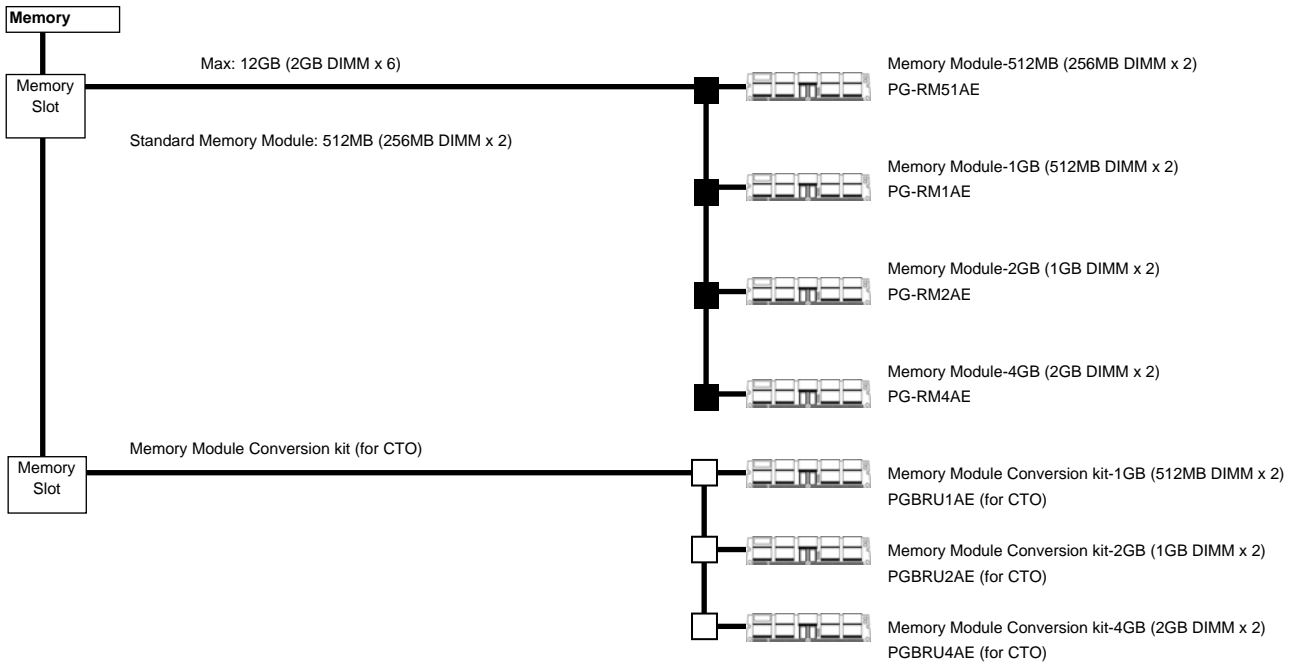 Memory
Max: 12GB (2GB DIMM x 6)
Memory
Slot
Standard Memory Module: 512MB (256MB DIMM x 2)
Memory Module-512MB (256MB DIMM x 2)
PG-RM51AE
Memory Module-1GB (512MB DIMM x 2)
PG-RM1AE
Memory Module-2GB (1GB DIMM x 2)
PG-RM2AE
Memory Module-4GB (2GB DIMM x 2)
PG-RM4AE
Memory Module Conversion kit (for CTO)
Memory
Slot
Memory Module Conversion kit-1GB (512MB DIMM x 2)
PGBRU1AE (for CTO)
Memory Module Conversion kit-2GB (1GB DIMM x 2)
PGBRU2AE (for CTO)
Memory Module Conversion kit-4GB (2GB DIMM x 2)
PGBRU4AE (for CTO)